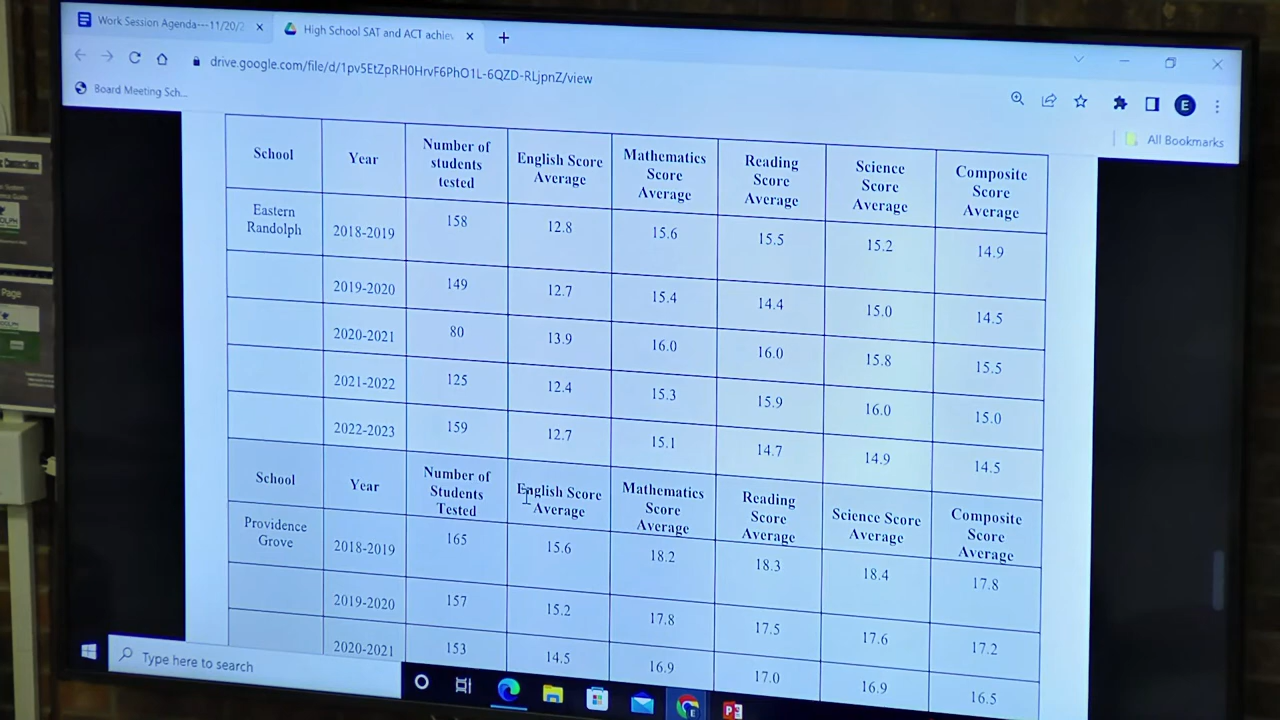 Work Session Agenda---11/20/2
High School SAT and ACT achiev
drive.google.com/file/d/1pv5EtZpRH0HrvF6PhO1L-6QZD-RLjpnZ/view
Board Meeting Sch...
E
All Bookmarks
School Year Number of students tested English Score Average Mathematics Score Average Reading Score Average Science Score Average Composite Score Average
Eastern Randolph 2018-2019 158 12.8 15.6 15.5 15.2 14.9
2019-2020 149 12.7 15.4 14.4 15.0 14.5
2020-2021 80 13.9 16.0 16.0 15.8 15.5
2021-2022 125 12.4 15.3 15.9 16.0 15.0
2022-2023 159 12.7 15.1 14.7 14.9 14.5
School Year Number of Students Tested English Score Average Mathematics Score Average Reading Score Average Science Score Average Composite Score Average
Providence Grove 2018-2019 165 15.6 18.2 18.3 18.4 17.8
2019-2020 157 15.2 17.8 17.5 17.6 17.2
2020-2021 153 14.5 16.9 17.0 16.9 16.5
Type here to search
Page